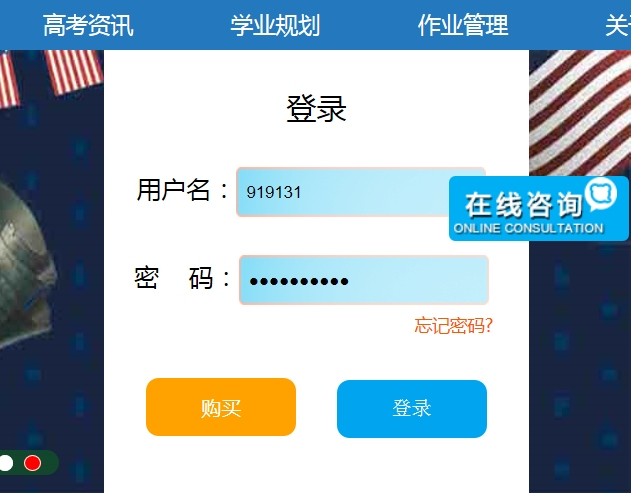 高考资讯 学业规划 作业管理 关
登录
用户名： 919131
在线咨询
ONLINE CONSULTATION
密 码： ●●●●●●●●●●
忘记密码?
购买 登录